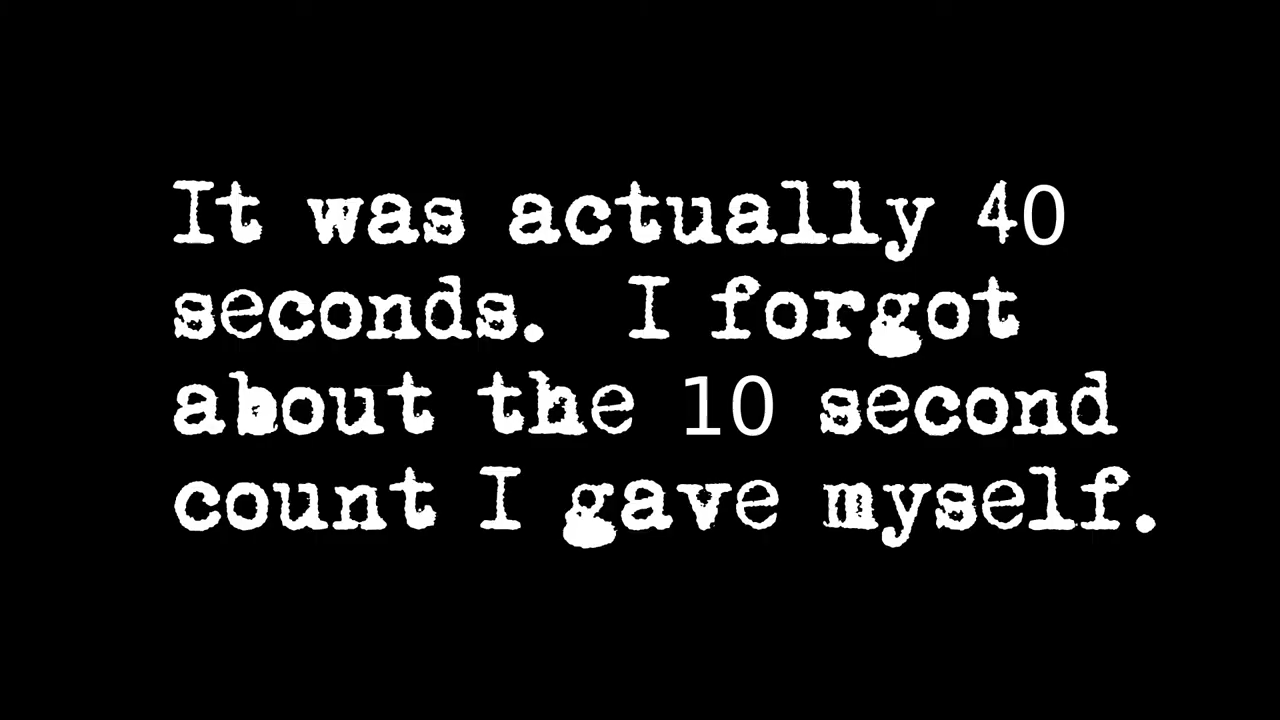 It was actually 40
seconds.  I forgot
about the 10 second
count I gave myself.